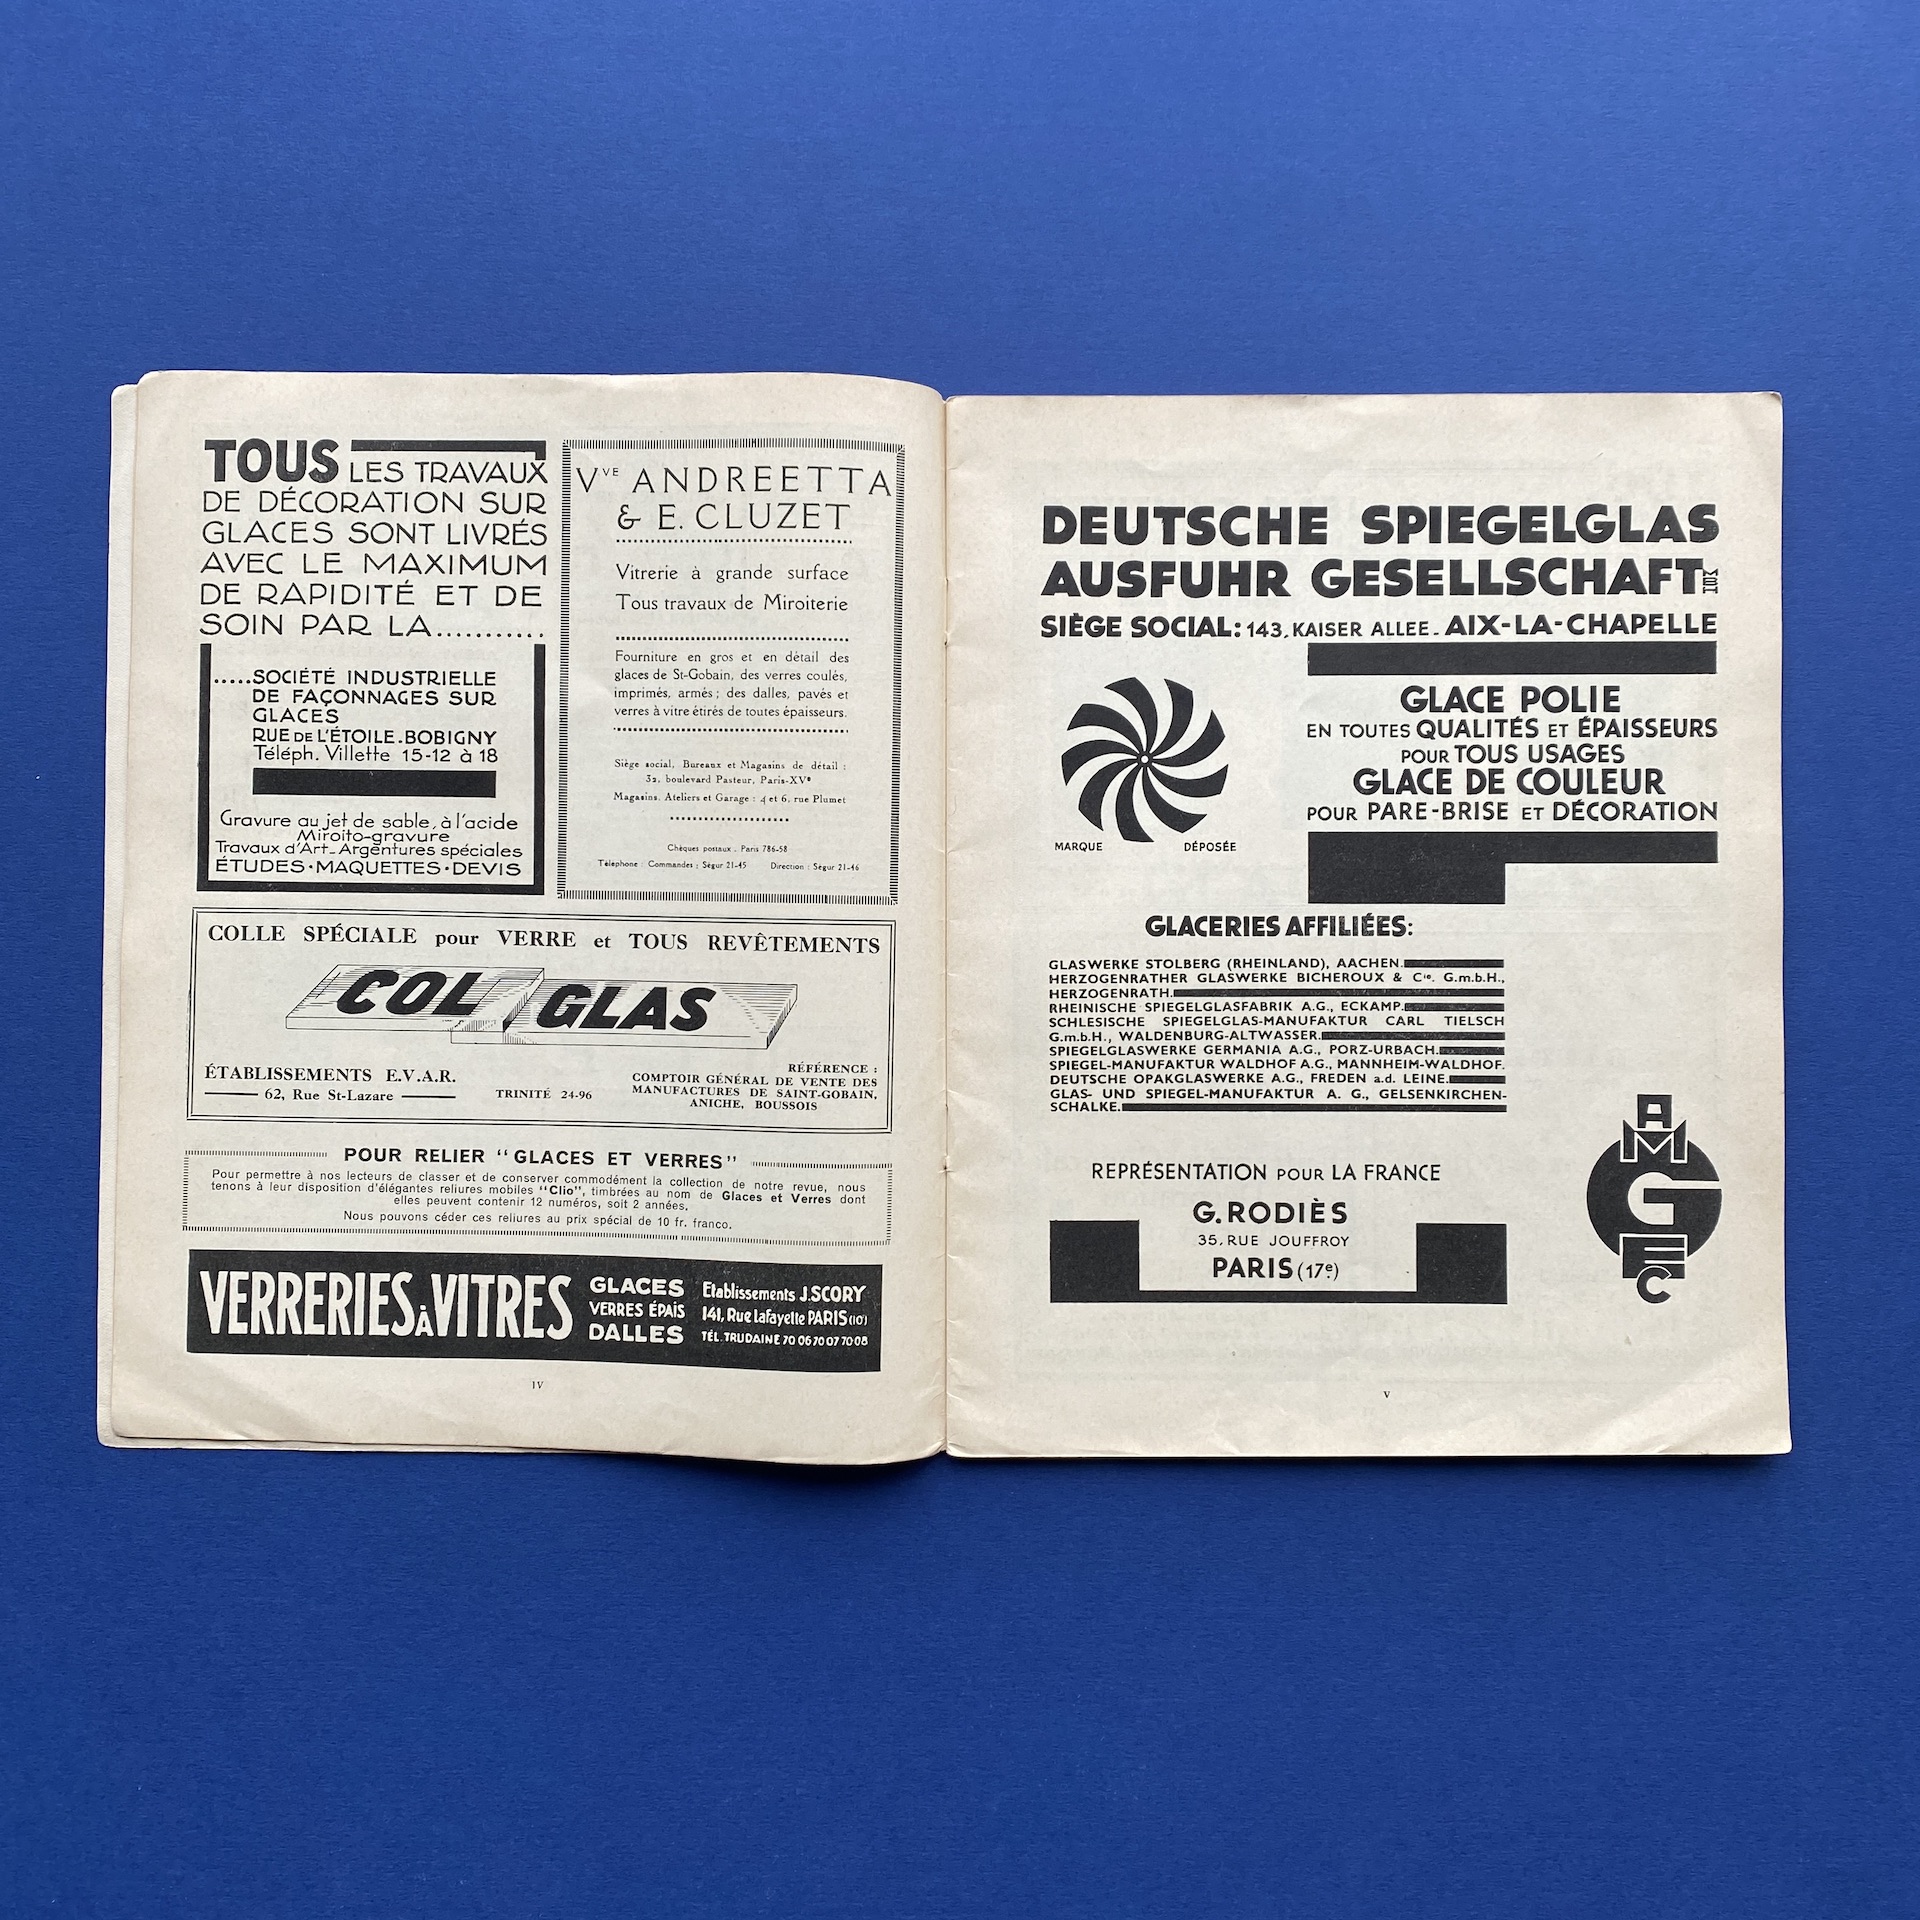 TOUS LES TRAVAUX
DE DÉCORATION SUR
GLACES SONT LIVRÉS
AVEC LE MAXIMUM
DE RAPIDITÉ ET DE
SOIN PAR LA...........
.....SOCIÉTÉ INDUSTRIELLE
DE FAÇONNAGES SUR
GLACES
RUE DE L'ÉTOILE.BOBIGNY
Téléph. Villette 15-12 à 18
Gravure au jet de sable, à l'acide
Miroito-gravure
Travaux d'Art-Argentures spéciales
ÉTUDES·MAQUETTES·DEVIS
Vve ANDREETTA
& E. CLUZET
Vitrerie à grande surface
Tous travaux de Miroiterie
Fourniture en gros et en détail des
glaces de St-Gobain, des verres coulés,
imprimés, armés; des dalles, pavés et
verres à vitre étirés de toutes épaisseurs.
Siège social, Bureaux et Magasins de détail :
32, boulevard Pasteur, Paris-XVe
Magasins, Ateliers et Garage : 4 et 6, rue Plumet
Chèques postaux . Paris 786-58
Téléphone : Commandes : Ségur 21-45 Direction : Ségur 21-46
COLLE SPÉCIALE pour VERRE et TOUS REVÊTEMENTS
COL GLAS
ÉTABLISSEMENTS E.V.A.R.
62, Rue St-Lazare
TRINITÉ 24-96
RÉFÉRENCE :
COMPTOIR GÉNÉRAL DE VENTE DES
MANUFACTURES DE SAINT-GOBAIN,
ANICHE, BOUSSOIS
POUR RELIER "GLACES ET VERRES"
Pour permettre à nos lecteurs de classer et de conserver commodément la collection de notre revue, nous
tenons à leur disposition d'élégantes reliures mobiles "Clio", timbrées au nom de Glaces et Verres dont
elles peuvent contenir 12 numéros, soit 2 années.
Nous pouvons céder ces reliures au prix spécial de 10 fr. franco.
VERRERIES À VITRES
GLACES
VERRES ÉPAIS
DALLES
Etablissements J.SCORY
141, Rue Lafayette PARIS (10e)
TÉL. TRUDAINE 70 06 70 07 70 08
IV
DEUTSCHE SPIEGELGLAS
AUSFUHR GESELLSCHAFT MBH
SIÈGE SOCIAL: 143, KAISER ALLEE - AIX-LA-CHAPELLE
MARQUE DÉPOSÉE
GLACE POLIE
EN TOUTES QUALITÉS ET ÉPAISSEURS
POUR TOUS USAGES
GLACE DE COULEUR
POUR PARE-BRISE ET DÉCORATION
GLACERIES AFFILIÉES:
GLASWERKE STOLBERG (RHEINLAND), AACHEN.
HERZOGENRATHER GLASWERKE BICHEROUX & Cie. G.m.b.H.,
HERZOGENRATH.
RHEINISCHE SPIEGELGLASFABRIK A.G., ECKAMP.
SCHLESISCHE SPIEGELGLAS-MANUFAKTUR CARL TIELSCH
G.m.b.H., WALDENBURG-ALTWASSER.
SPIEGELGLASWERKE GERMANIA A.G., PORZ-URBACH.
SPIEGEL-MANUFAKTUR WALDHOF A.G., MANNHEIM-WALDHOF.
DEUTSCHE OPAKGLASWERKE A.G., FREDEN a.d. LEINE.
GLAS- UND SPIEGEL-MANUFAKTUR A. G., GELSENKIRCHEN-
SCHALKE.
REPRÉSENTATION POUR LA FRANCE
G. RODIÈS
35, RUE JOUFFROY
PARIS (17e)
AMGEC
V